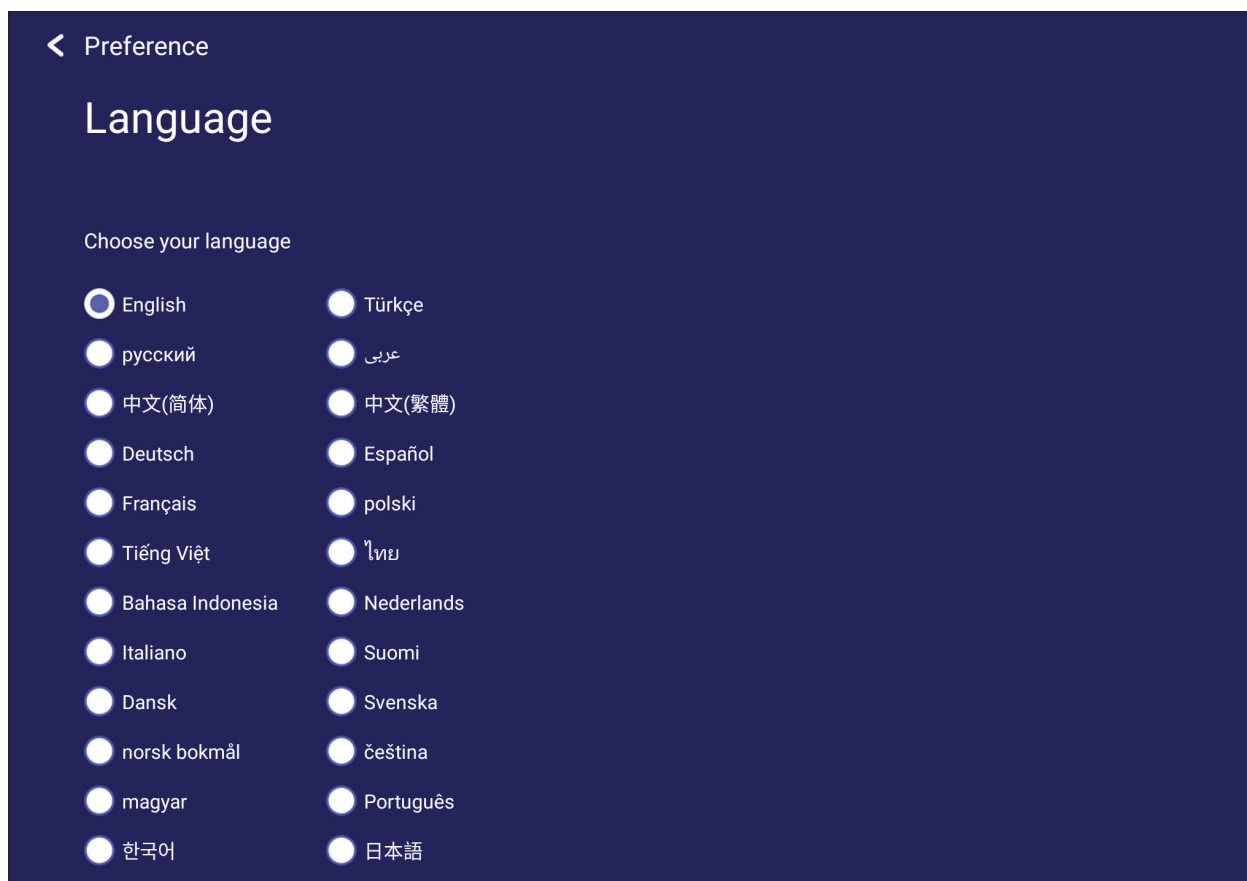 Preference
Language
Choose your language
English Türkçe
русский عربى
中文(简体) 中文(繁體)
Deutsch Español
Français polski
Tiếng Việt ไทย
Bahasa Indonesia Nederlands
Italiano Suomi
Dansk Svenska
norsk bokmål čeština
magyar Português
한국어 日本語